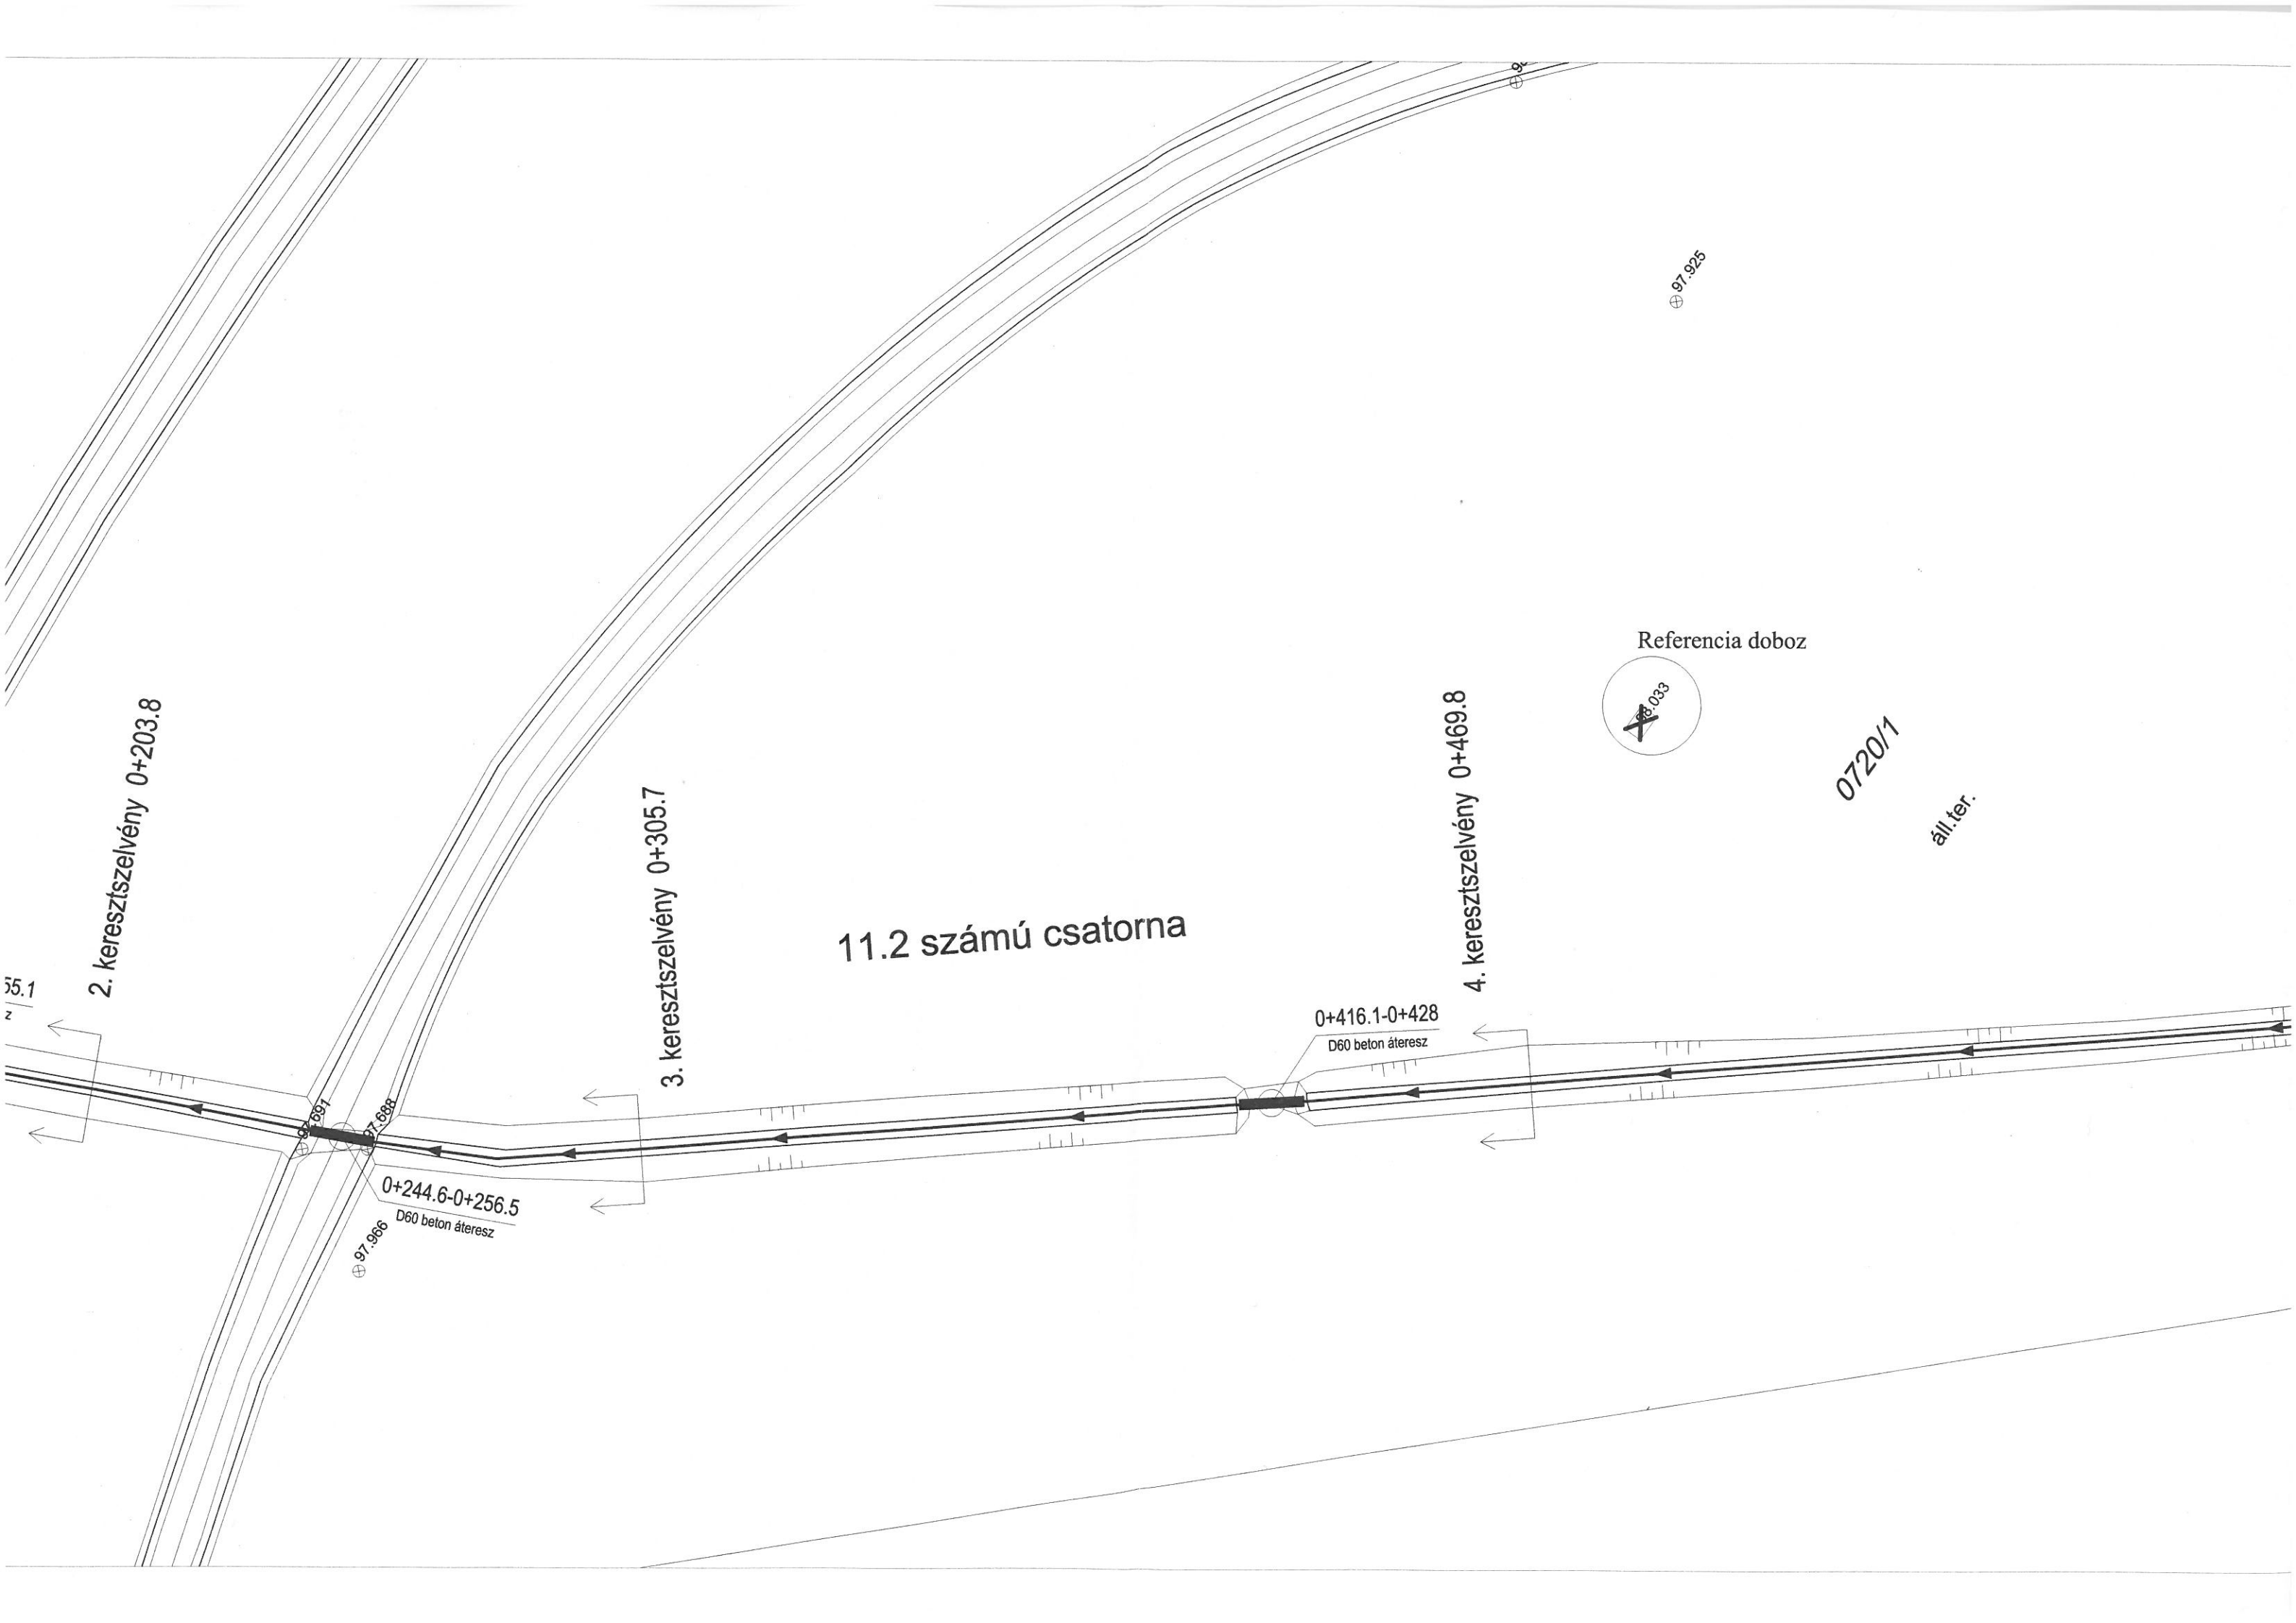 97.925
Referencia doboz
98.033
0720/1
áll.ter.
2. keresztszelvény 0+203.8
3. keresztszelvény 0+305.7
4. keresztszelvény 0+469.8
11.2 számú csatorna
55.1
z
0+416.1-0+428
D60 beton áteresz
97.691
97.688
0+244.6-0+256.5
D60 beton áteresz
97.966